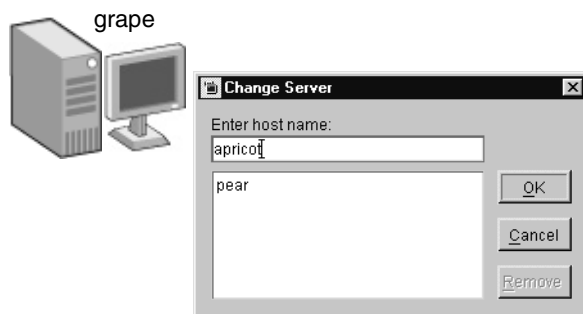 grape
Change Server
Enter host name:
apricot
pear
OK
Cancel
Remove